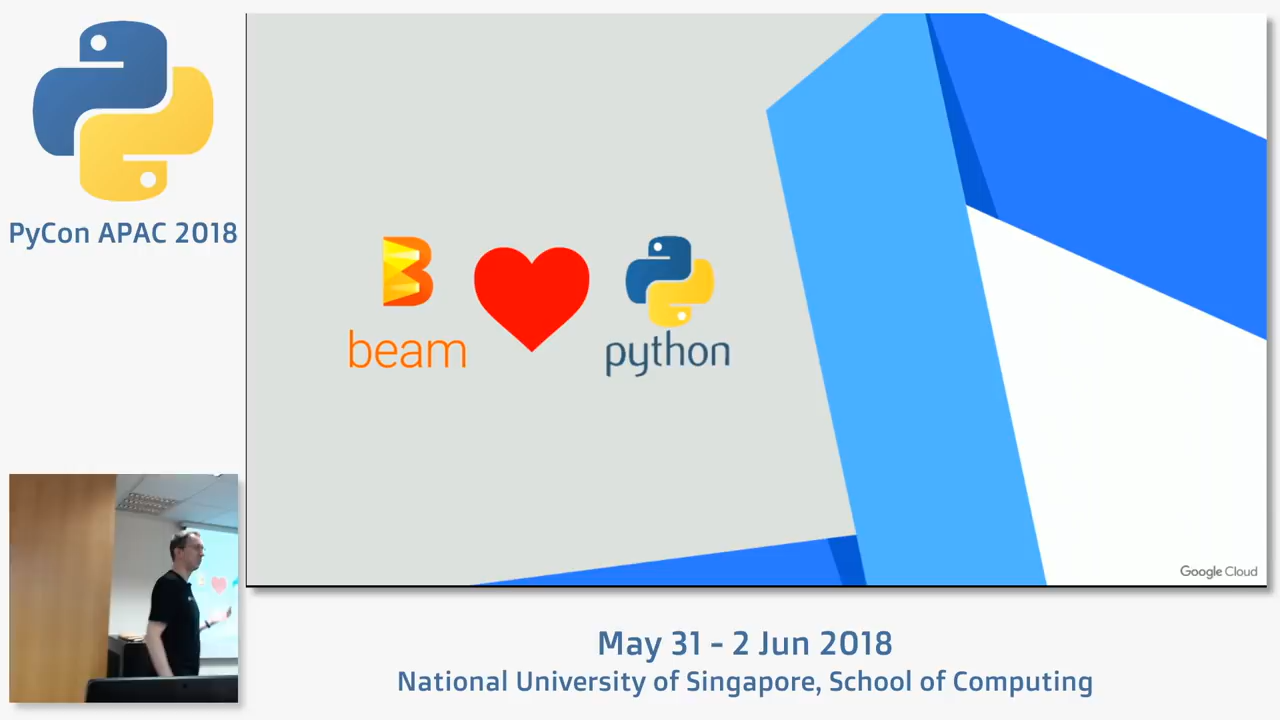 PyCon APAC 2018
beam
python
Google Cloud
May 31 - 2 Jun 2018
National University of Singapore, School of Computing